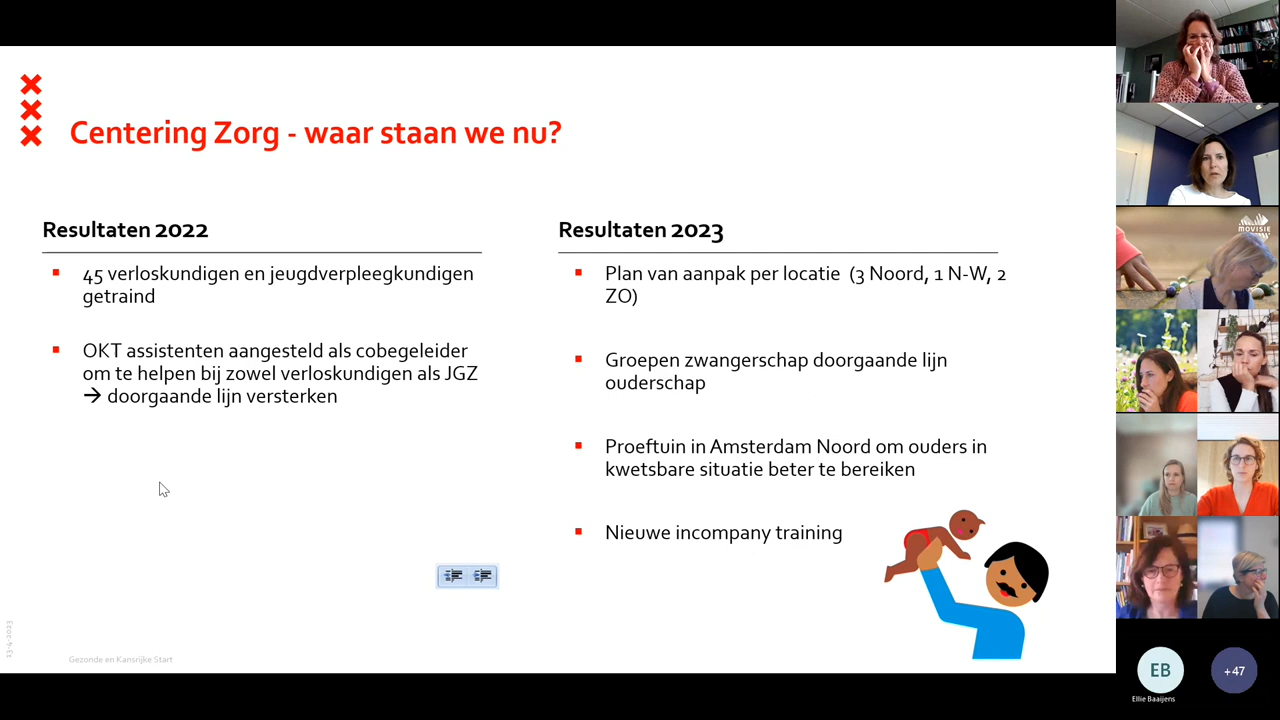 Centering Zorg - waar staan we nu?
Resultaten 2022
45 verloskundigen en jeugdverpleegkundigen
getraind
OKT assistenten aangesteld als cobegeleider
om te helpen bij zowel verloskundigen als JGZ
→ doorgaande lijn versterken
Resultaten 2023
Plan van aanpak per locatie (3 Noord, 1 N-W, 2
ZO)
Groepen zwangerschap doorgaande lijn
ouderschap
Proeftuin in Amsterdam Noord om ouders in
kwetsbare situatie beter te bereiken
Nieuwe incompany training
13-4-2023
Gezonde en Kansrijke Start
MOVISIE
EB
Ellie Baaijens
+47